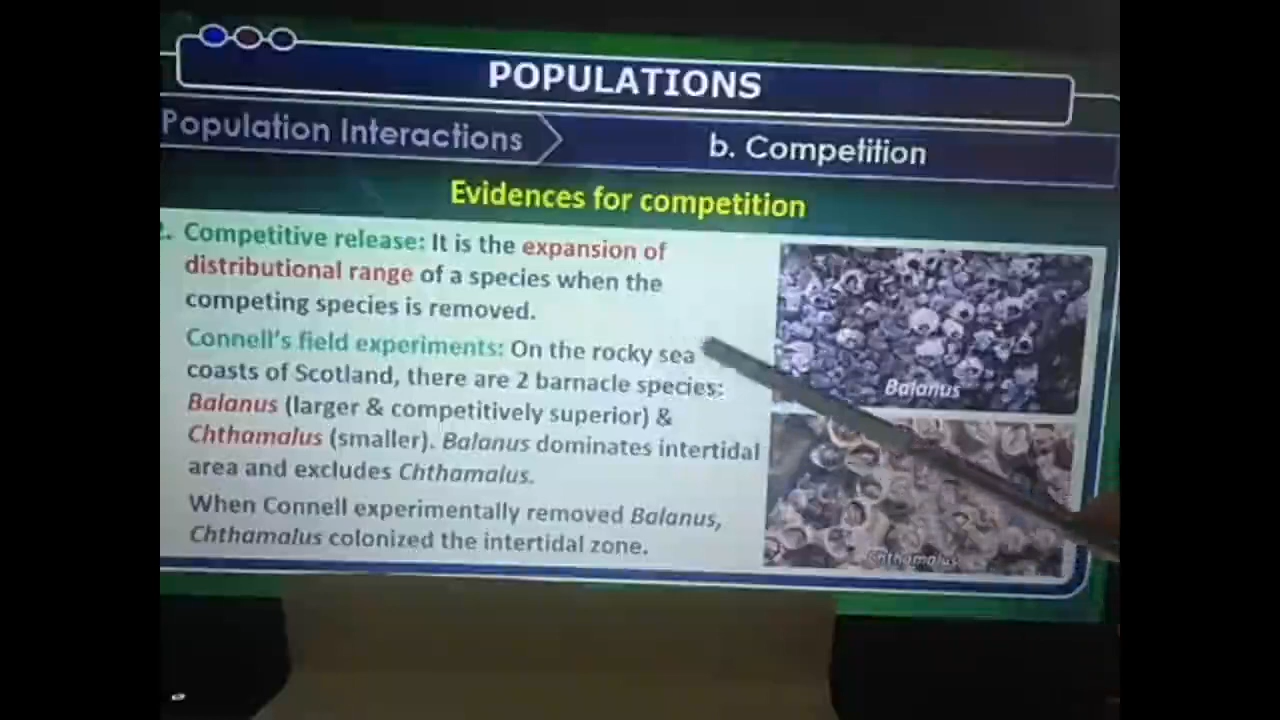 POPULATIONS
Population Interactions
b. Competition
Evidences for competition
2. Competitive release: It is the expansion of
distributional range of a species when the
competing species is removed.
Connell's field experiments: On the rocky sea
coasts of Scotland, there are 2 barnacle species:
Balanus (larger & competitively superior) &
Chthamalus (smaller). Balanus dominates intertidal
area and excludes Chthamalus.
When Connell experimentally removed Balanus,
Chthamalus colonized the intertidal zone.
Balanus
Chthamalus